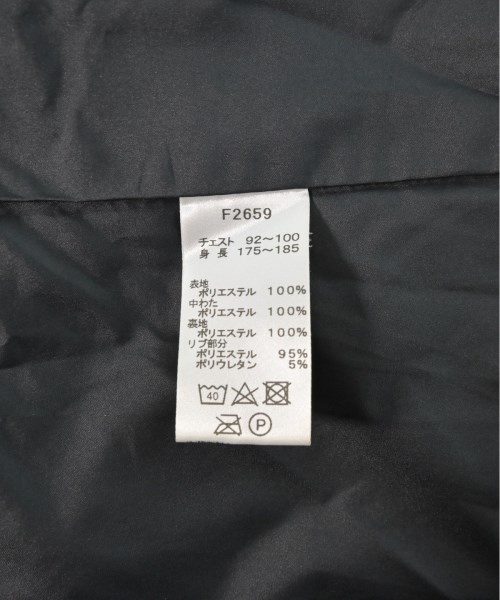 F2659
チェスト 92～100
身長 175～185
表地
ポリエステル 100%
中わた
ポリエステル 100%
裏地
ポリエステル 100%
リブ部分
ポリエステル 95%
ポリウレタン 5%
40
P